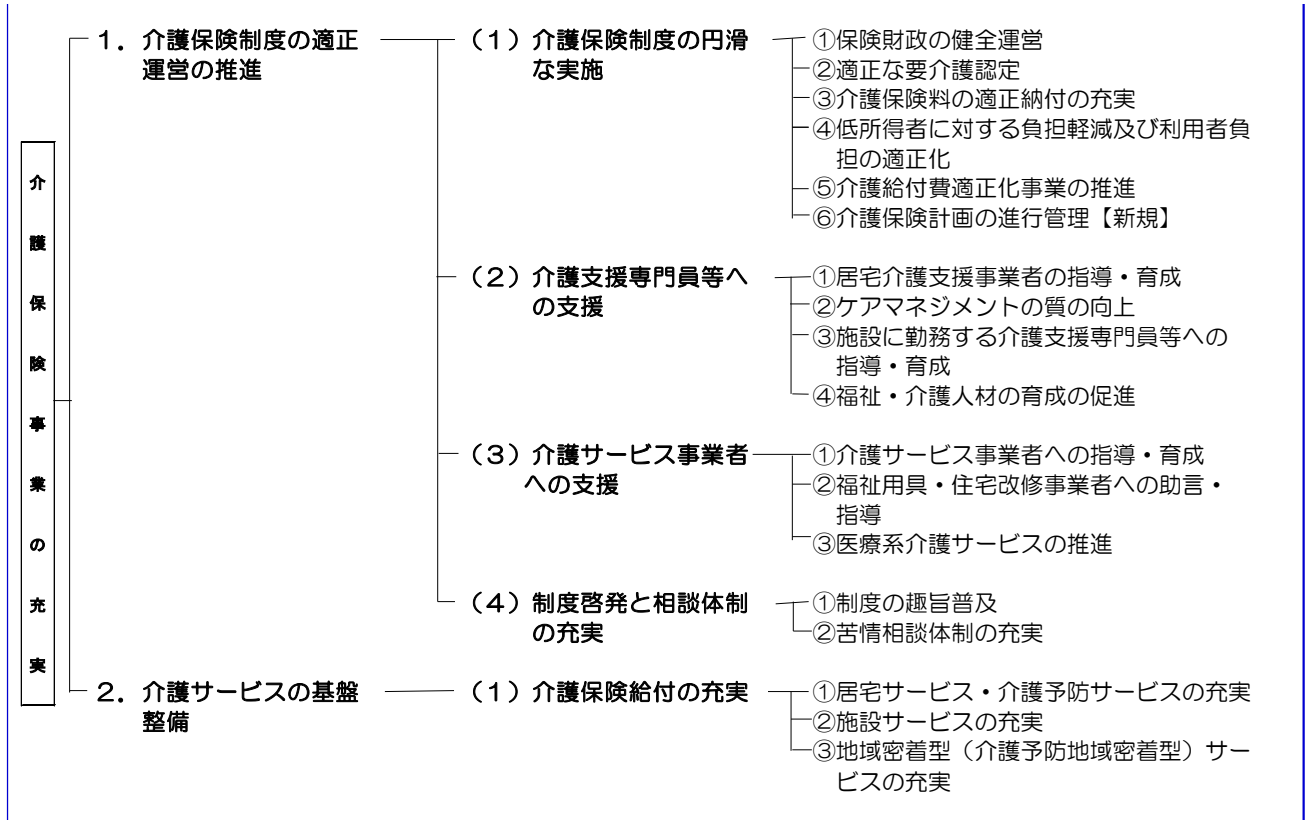 介護保険事業の充実
1．介護保険制度の適正
運営の推進
（1）介護保険制度の円滑
な実施
①保険財政の健全運営
②適正な要介護認定
③介護保険料の適正納付の充実
④低所得者に対する負担軽減及び利用者負
担の適正化
⑤介護給付費適正化事業の推進
⑥介護保険計画の進行管理【新規】
（2）介護支援専門員等へ
の支援
①居宅介護支援事業者の指導・育成
②ケアマネジメントの質の向上
③施設に勤務する介護支援専門員等への
指導・育成
④福祉・介護人材の育成の促進
（3）介護サービス事業者
への支援
①介護サービス事業者への指導・育成
②福祉用具・住宅改修事業者への助言・
指導
③医療系介護サービスの推進
（4）制度啓発と相談体制
の充実
①制度の趣旨普及
②苦情相談体制の充実
2．介護サービスの基盤
整備
（1）介護保険給付の充実
①居宅サービス・介護予防サービスの充実
②施設サービスの充実
③地域密着型（介護予防地域密着型）サー
ビスの充実